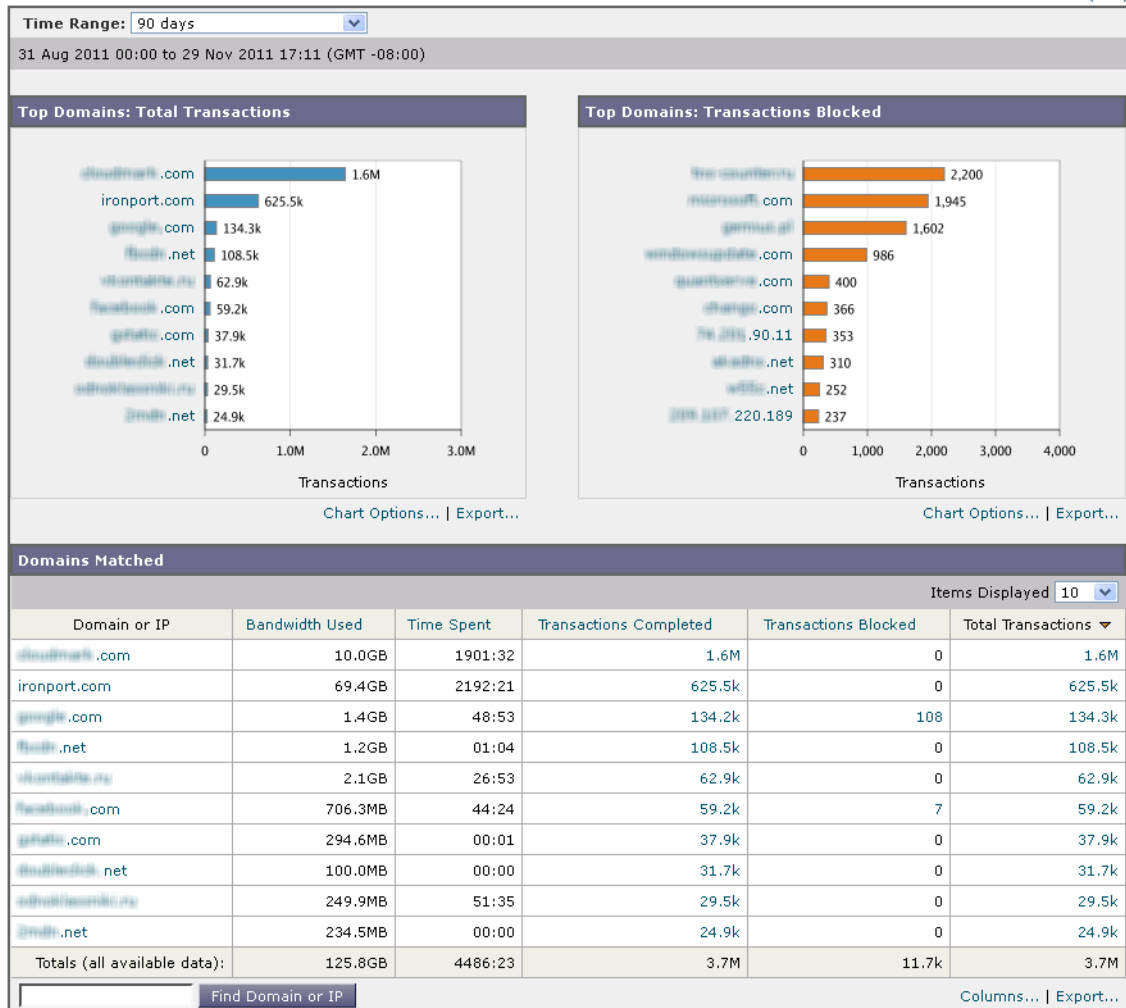 Time Range: 90 days
31 Aug 2011 00:00 to 29 Nov 2011 17:11 (GMT -08:00)
Top Domains: Total Transactions
.com 1.6M
ironport.com 625.5k
.com 134.3k
.net 108.5k
62.9k
.com 59.2k
.com 37.9k
.net 31.7k
29.5k
.net 24.9k
0 1.0M 2.0M 3.0M
Transactions
Chart Options... | Export...
Top Domains: Transactions Blocked
2,200
.com 1,945
1,602
.com 986
.com 400
.com 366
.90.11 353
.net 310
.net 252
220.189 237
0 1,000 2,000 3,000 4,000
Transactions
Chart Options... | Export...
Domains Matched
Items Displayed 10
Domain or IP Bandwidth Used Time Spent Transactions Completed Transactions Blocked Total Transactions
.com 10.0GB 1901:32 1.6M 0 1.6M
ironport.com 69.4GB 2192:21 625.5k 0 625.5k
.com 1.4GB 48:53 134.2k 108 134.3k
.net 1.2GB 01:04 108.5k 0 108.5k
2.1GB 26:53 62.9k 0 62.9k
.com 706.3MB 44:24 59.2k 7 59.2k
.com 294.6MB 00:01 37.9k 0 37.9k
net 100.0MB 00:00 31.7k 0 31.7k
249.9MB 51:35 29.5k 0 29.5k
.net 234.5MB 00:00 24.9k 0 24.9k
Totals (all available data): 125.8GB 4486:23 3.7M 11.7k 3.7M
Find Domain or IP
Columns... | Export...